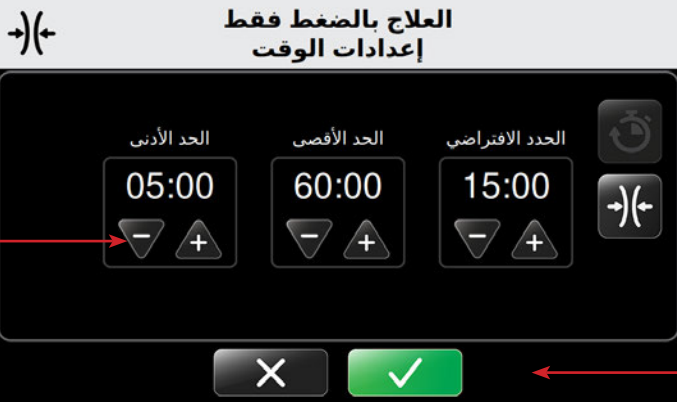 العلاج بالضغط فقط
إعدادات الوقت
الحدد الافتراضي
الحد الأقصى
الحد الأدنى
15:00
60:00
05:00